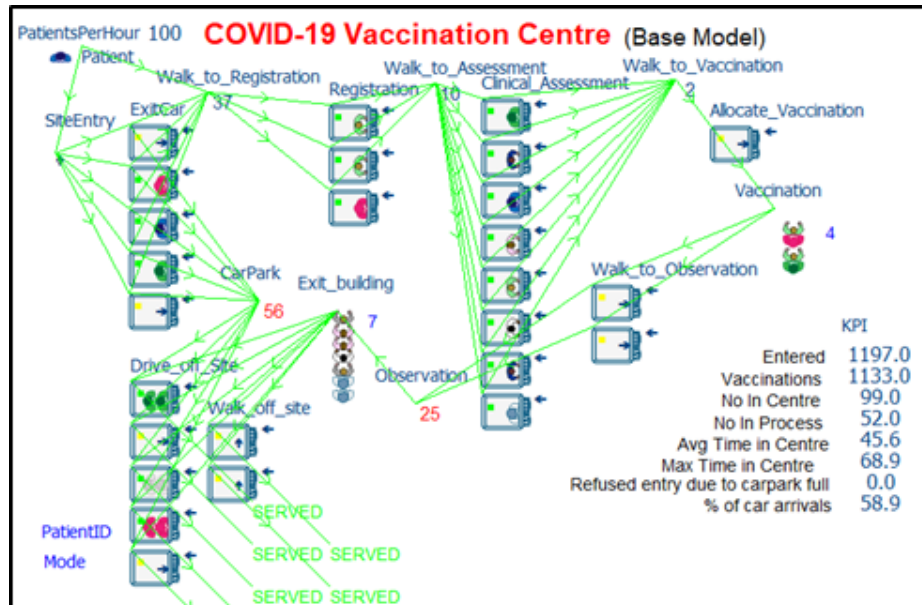 PatientsPerHour 100 COVID-19 Vaccination Centre (Base Model)
Patient
Walk_to_Registration
37
Walk_to_Assessment
10
Walk_to_Vaccination
2
SiteEntry
ExitCar
Registration
Clinical_Assessment
Allocate_Vaccination
Vaccination
4
CarPark
56
Exit_building
7
Walk_to_Observation
Observation
25
Drive_off_Site
Walk_off_site
KPI
Entered 1197.0
Vaccinations 1133.0
No In Centre 99.0
No In Process 52.0
Avg Time in Centre 45.6
Max Time in Centre 68.9
Refused entry due to carpark full 0.0
% of car arrivals 58.9
SERVED
PatientID
SERVED SERVED
Mode
SERVED SERVED